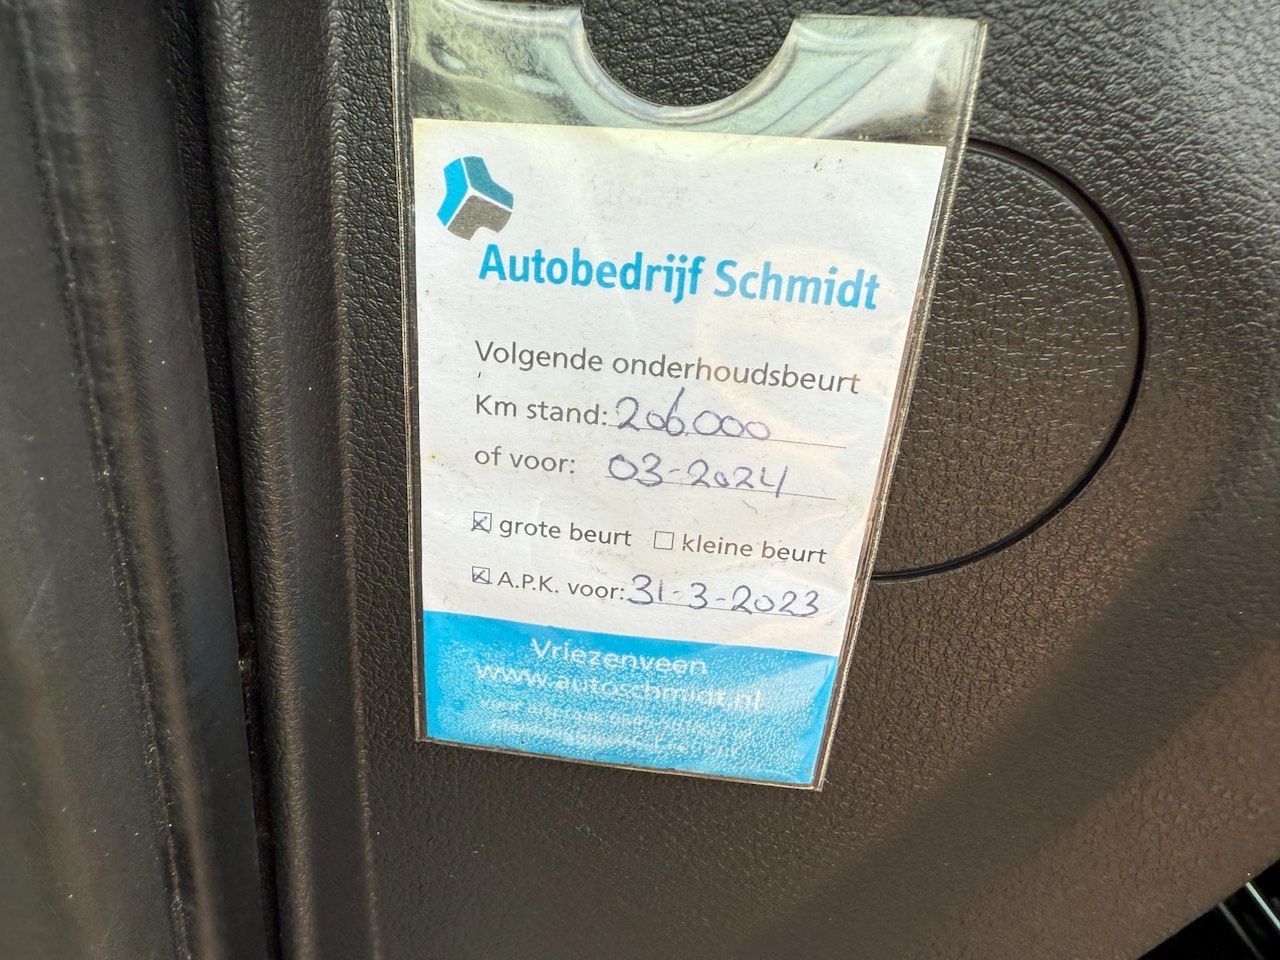 Autobedrijf Schmidt
Volgende onderhoudsbeurt
Km stand: 206.000
of voor: 03-2024
grote beurt kleine beurt
A.P.K. voor: 31-3-2023
Vriezenveen
www.autoschmidt.nl